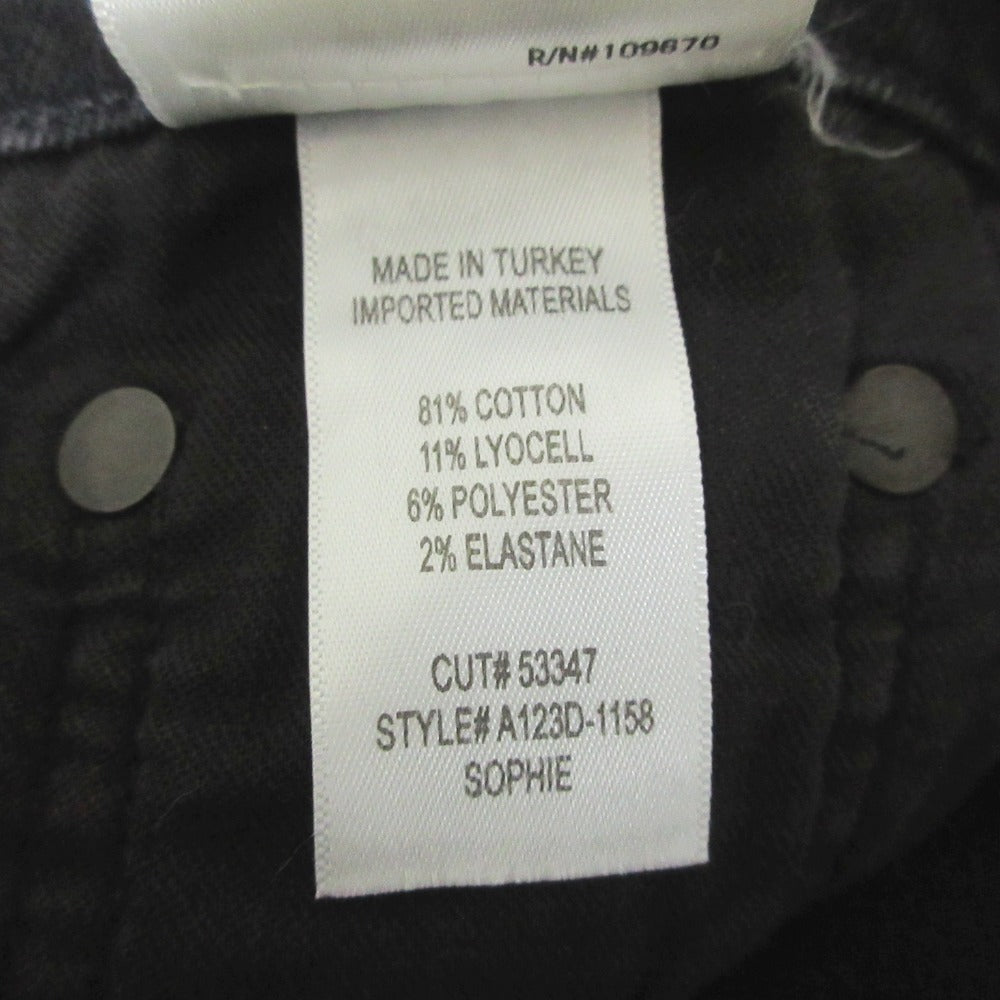 R/N#109670
MADE IN TURKEY
IMPORTED MATERIALS
81% COTTON
11% LYOCELL
6% POLYESTER
2% ELASTANE
CUT# 53347
STYLE# A123D-1158
SOPHIE